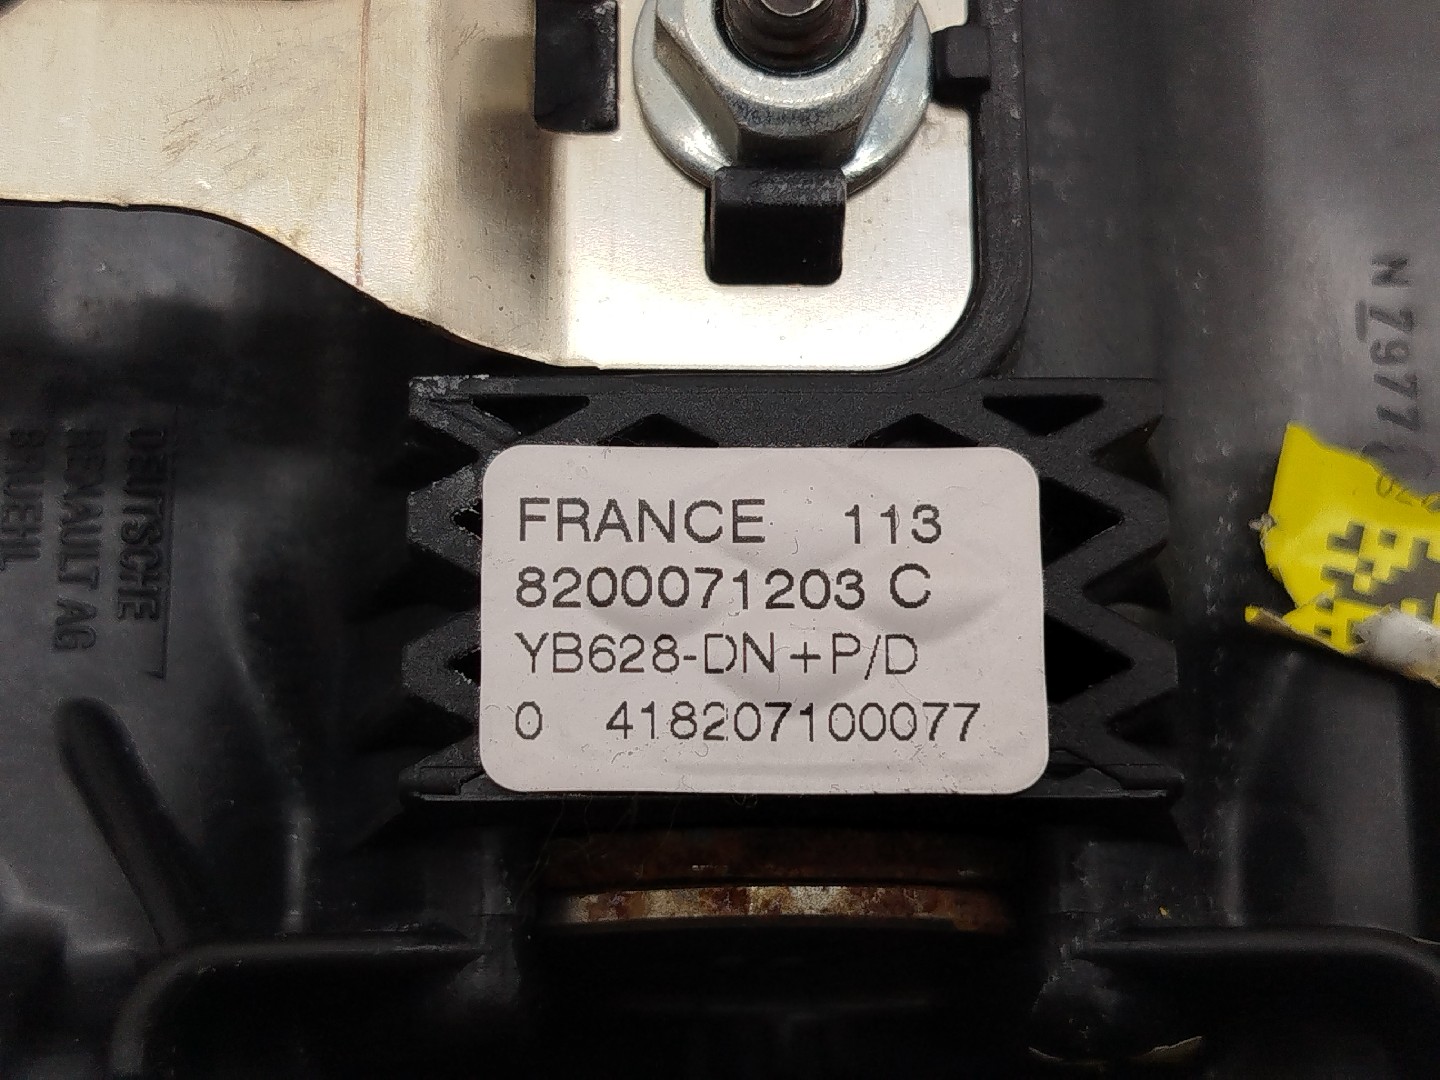 FRANCE 113
8200071203 C
YB628-DN+P/D
0 418207100077
DEUTSCHE
RENAULT AG
BRUEHL